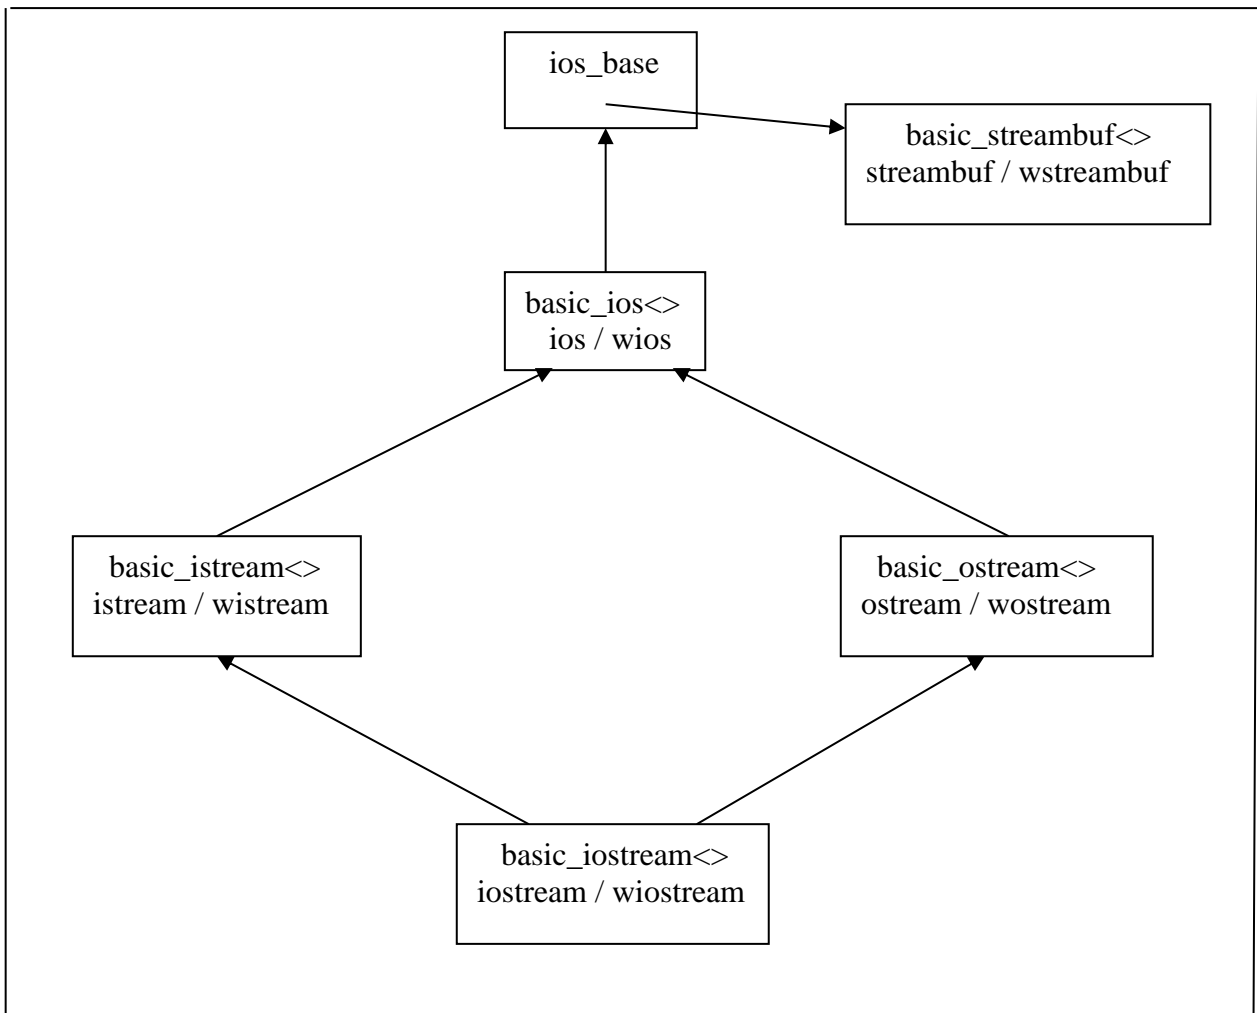 ios_base
basic_streambuf<>
streambuf / wstreambuf
basic_ios<>
ios / wios
basic_istream<>
istream / wistream
basic_ostream<>
ostream / wostream
basic_iostream<>
iostream / wiostream